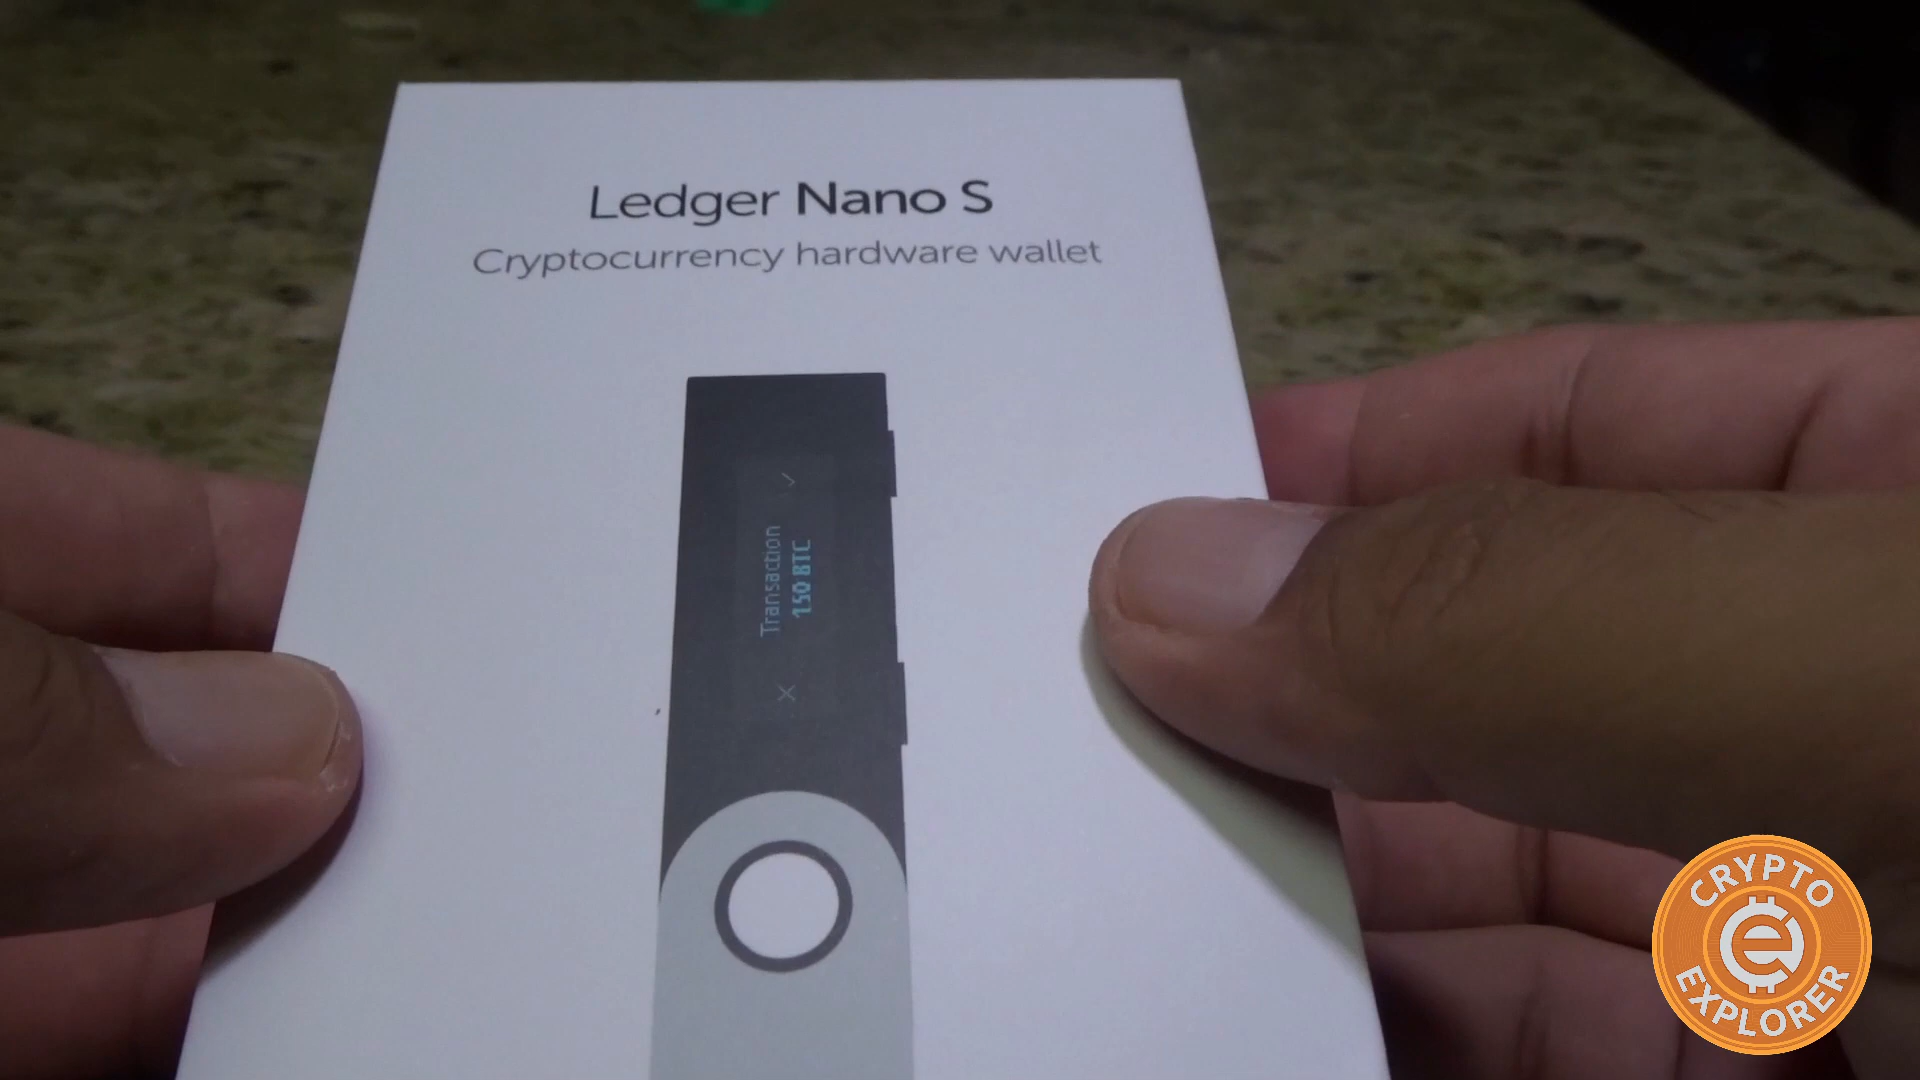 Ledger Nano S
Cryptocurrency hardware wallet
Transaction
1.50 BTC
CRYPTO
EXPLORER